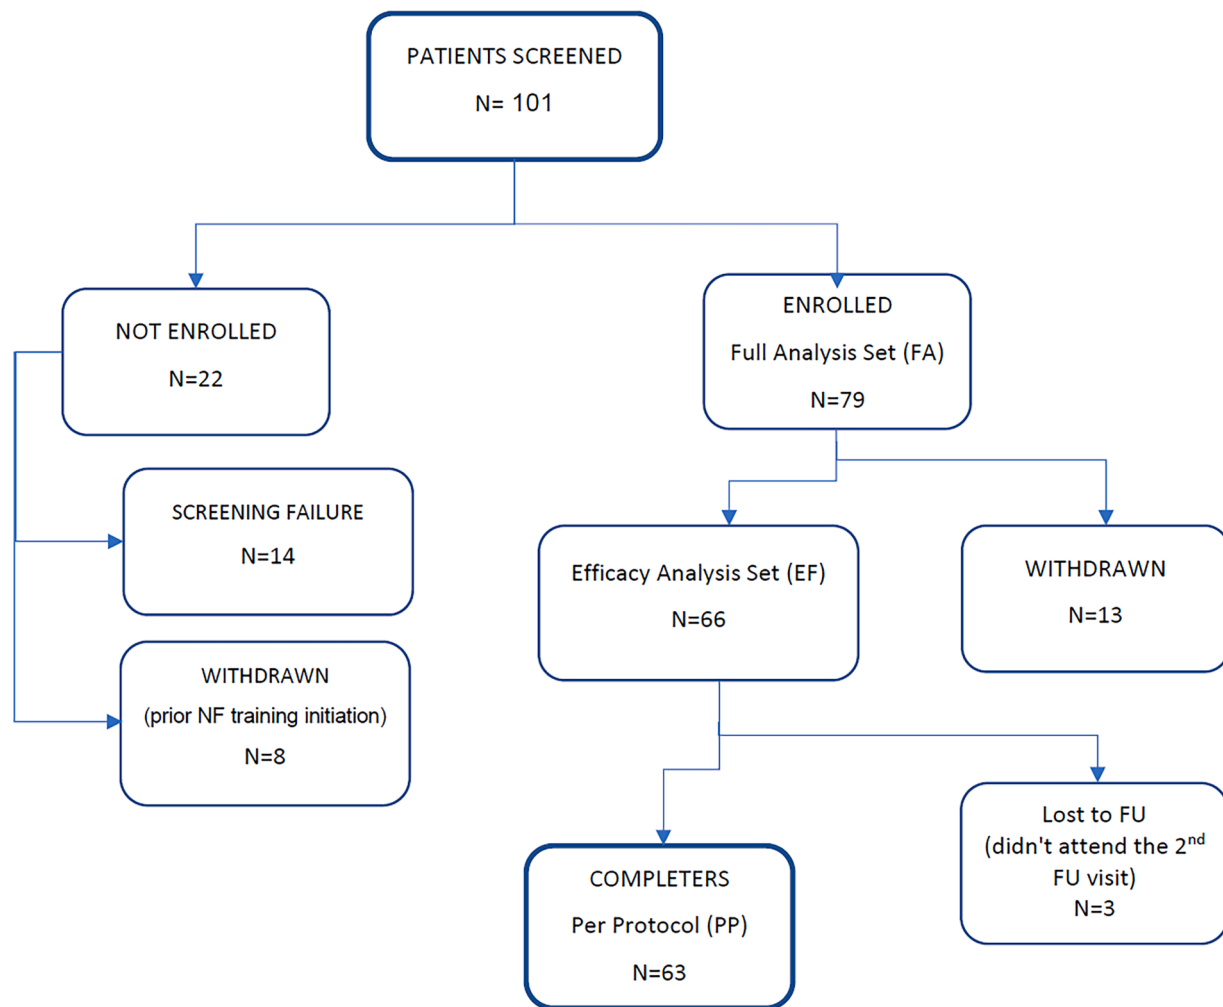 PATIENTS SCREENED
N= 101
NOT ENROLLED
N=22
SCREENING FAILURE
N=14
WITHDRAWN
(prior NF training initiation)
N=8
ENROLLED
Full Analysis Set (FA)
N=79
Efficacy Analysis Set (EF)
N=66
WITHDRAWN
N=13
COMPLETERS
Per Protocol (PP)
N=63
Lost to FU
(didn't attend the 2nd
FU visit)
N=3